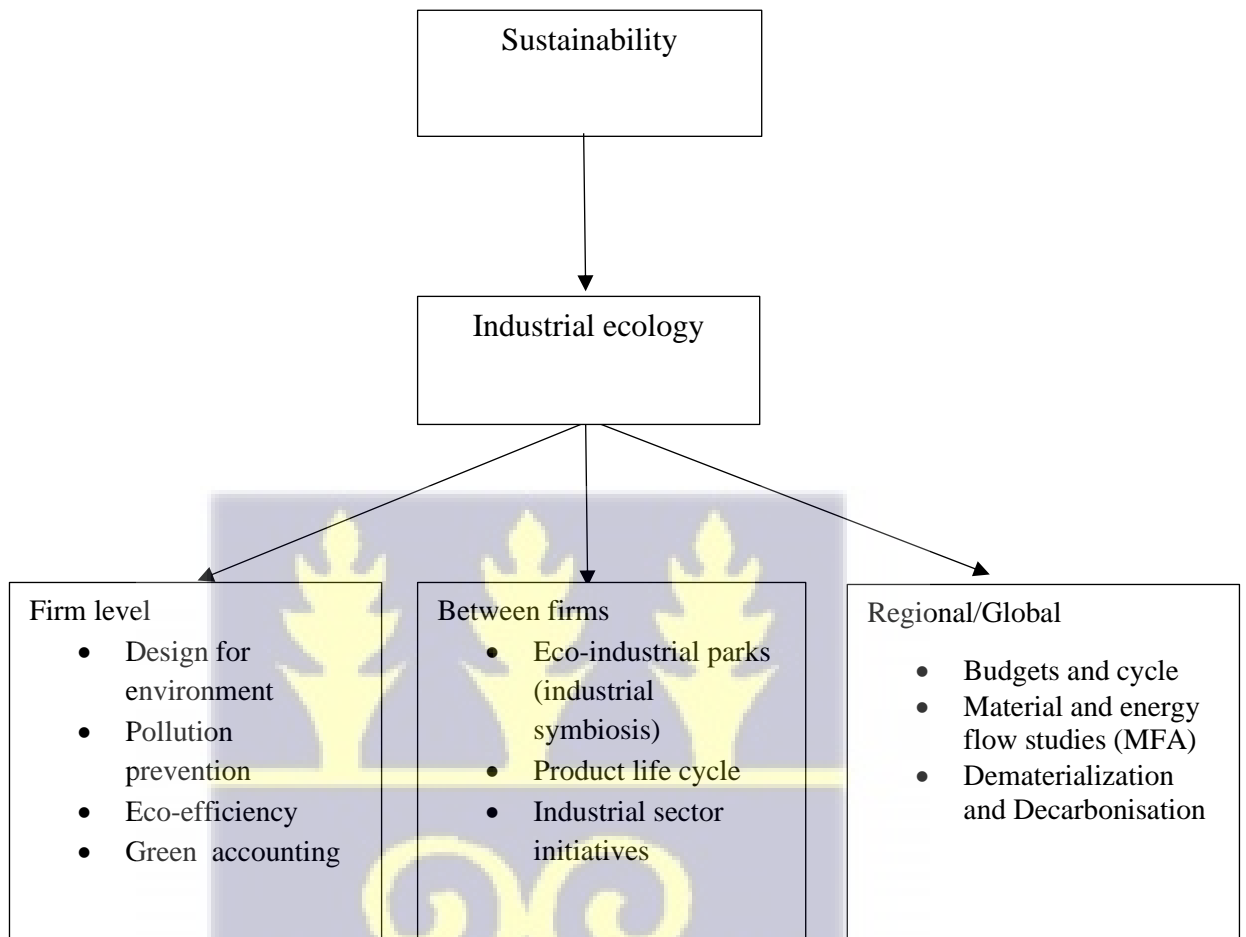 Sustainability
Industrial ecology
Firm level
• Design for
environment
• Pollution
prevention
• Eco-efficiency
• Green accounting
Between firms
• Eco-industrial parks
(industrial
symbiosis)
• Product life cycle
• Industrial sector
initiatives
Regional/Global
• Budgets and cycle
• Material and energy
flow studies (MFA)
• Dematerialization
and Decarbonisation